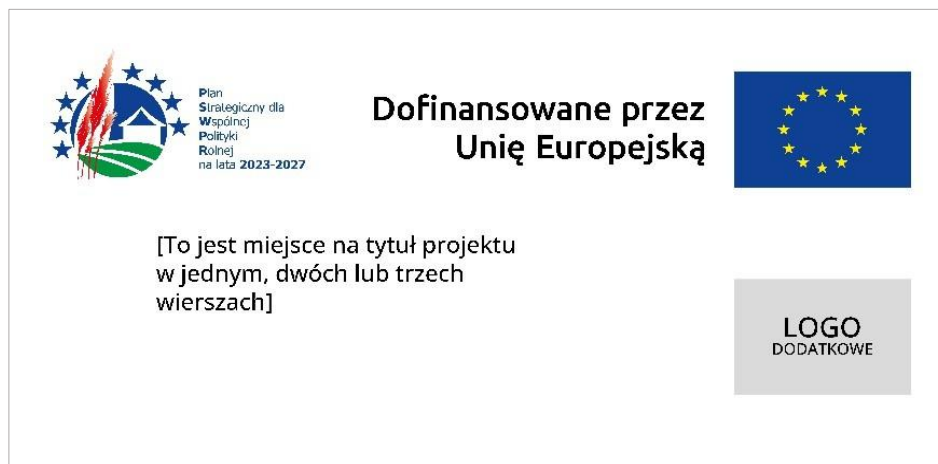 Plan
Strategiczny dla
Wspólnej
Polityki
Rolnej
na lata 2023-2027
Dofinansowane przez
Unię Europejską
[To jest miejsce na tytuł projektu
w jednym, dwóch lub trzech
wierszach]
LOGO
DODATKOWE